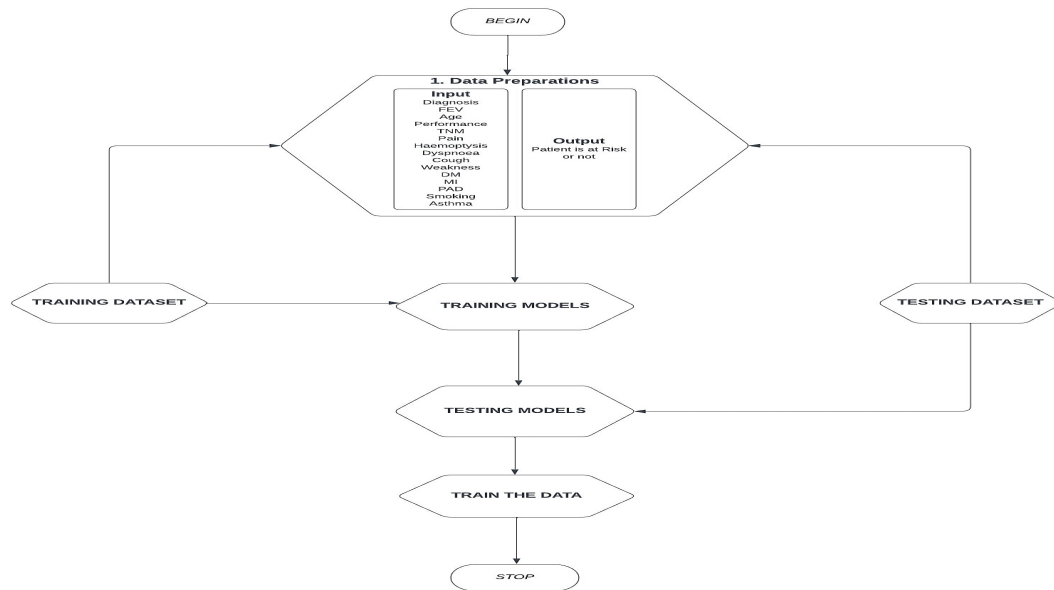 BEGIN
1. Data Preparations
Input
Diagnosis
FEV
Age
Performance
TNM
Pain
Haemoptysis
Dyspnoea
Cough
Weakness
DM
MI
PAD
Smoking
Asthma
Output
Patient is at Risk
or not
TRAINING DATASET
TRAINING MODELS
TESTING DATASET
TESTING MODELS
TRAIN THE DATA
STOP